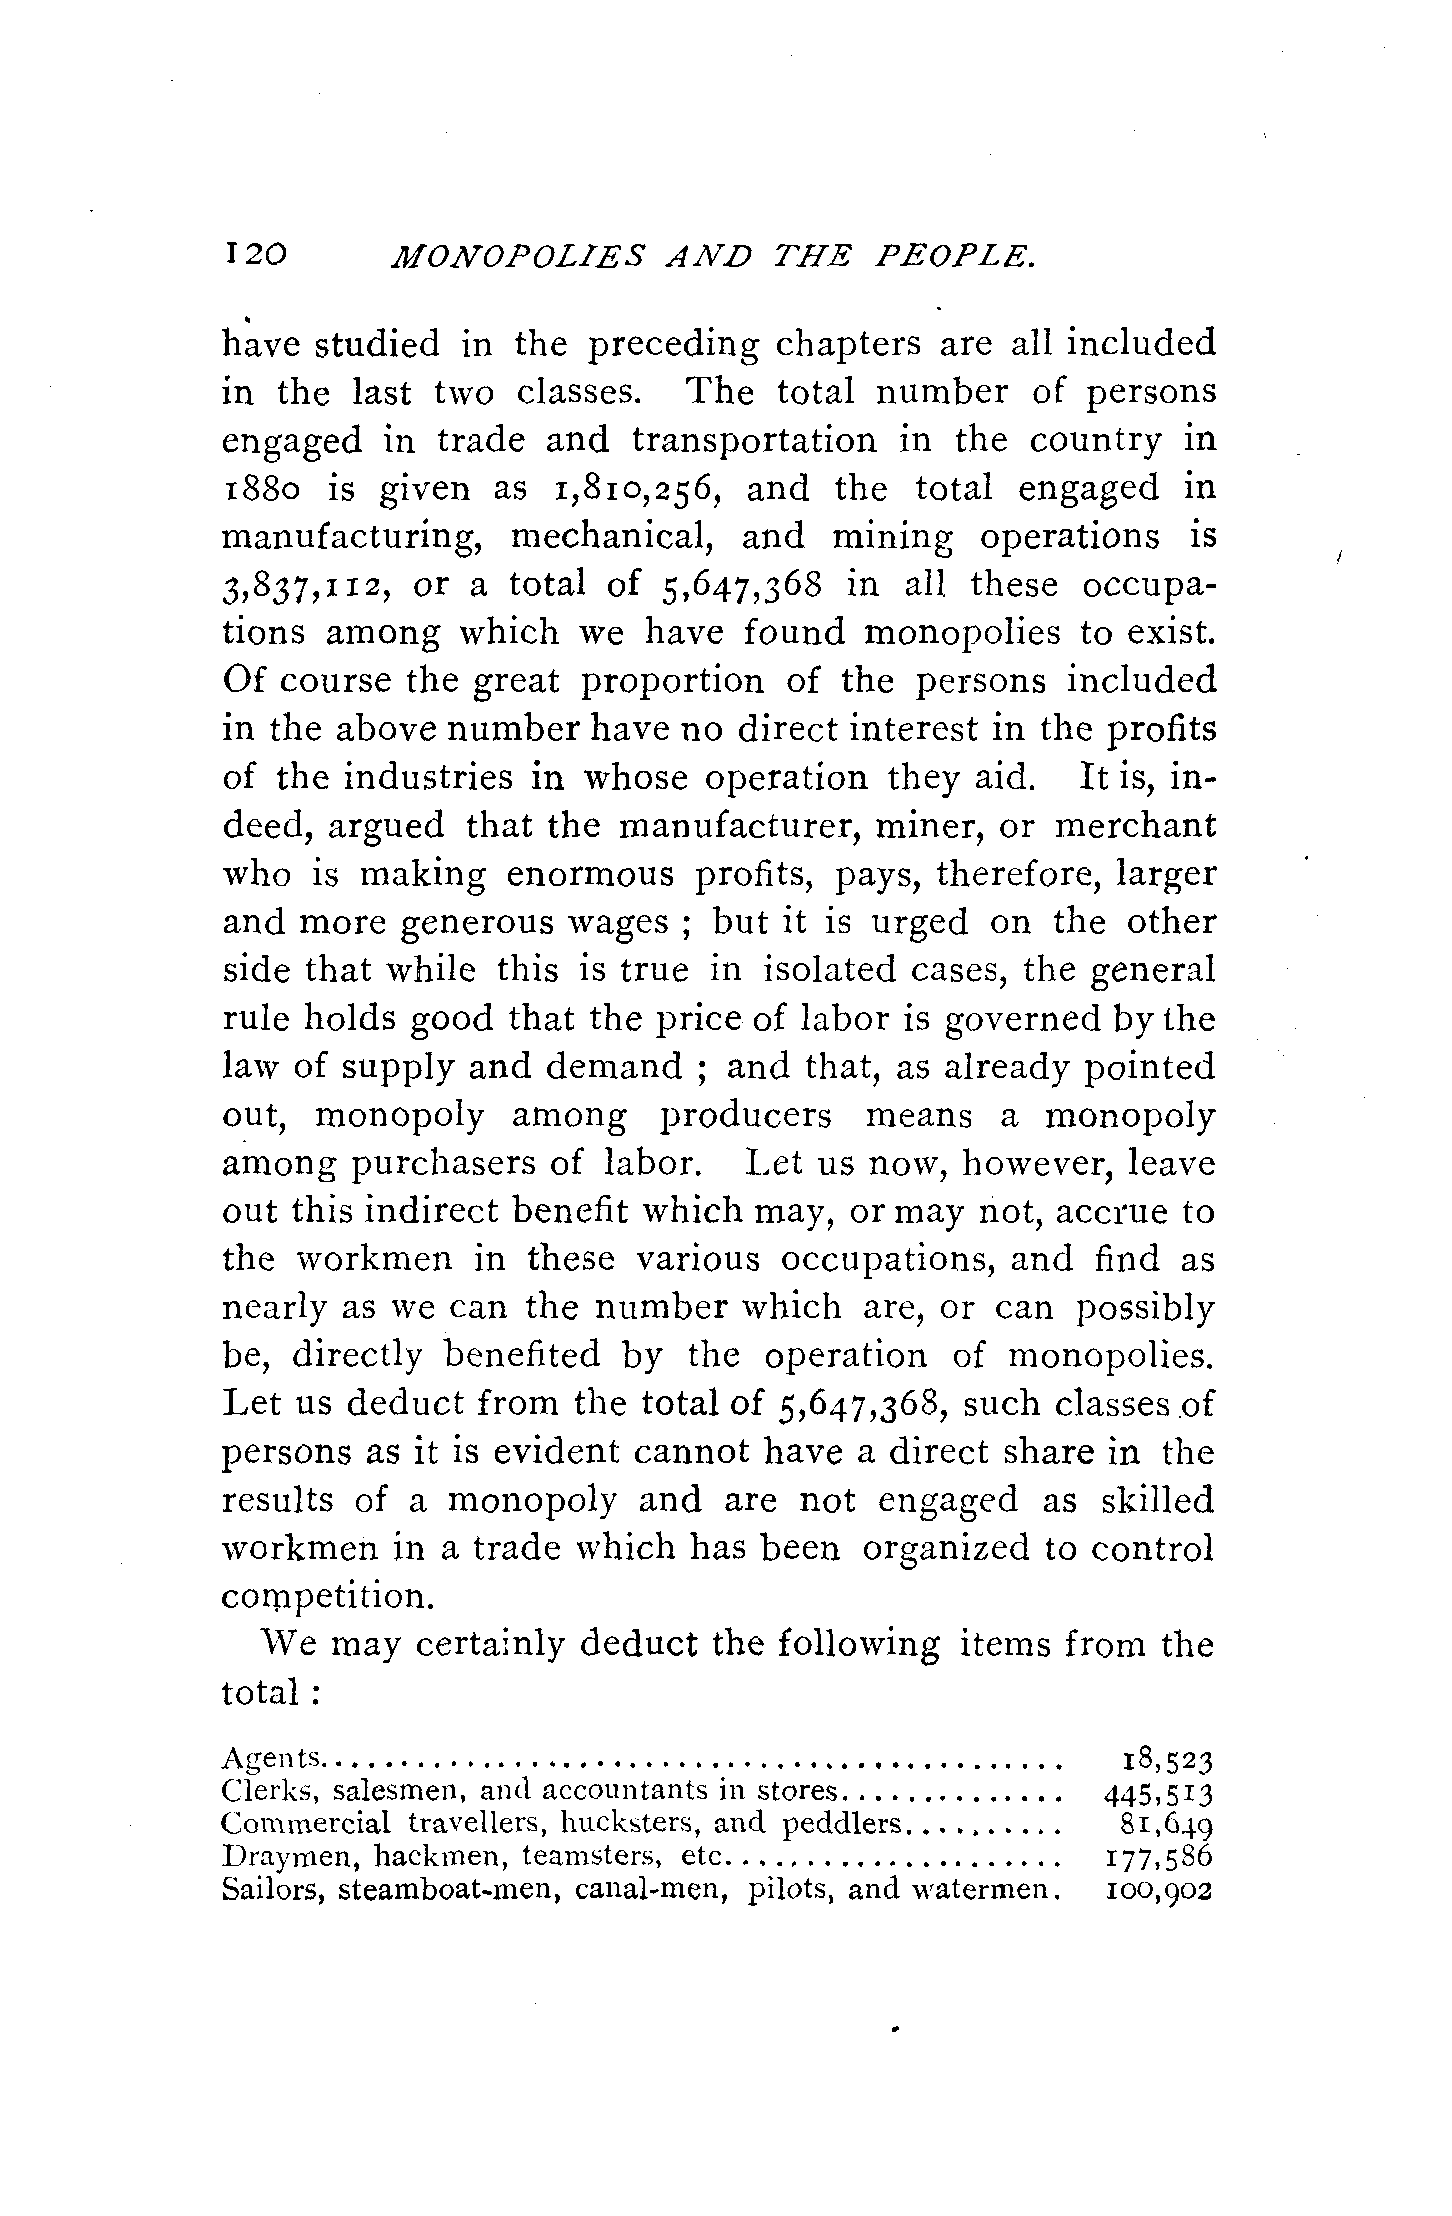 120 MONOPOLIES AND THE PEOPLE.
have studied in the preceding chapters are all included
in the last two classes. The total number of persons
engaged in trade and transportation in the country in
1880 is given as 1,810,256, and the total engaged in
manufacturing, mechanical, and mining operations is
3,837,112, or a total of 5,647,368 in all these occupa-
tions among which we have found monopolies to exist.
Of course the great proportion of the persons included
in the above number have no direct interest in the profits
of the industries in whose operation they aid. It is, in-
deed, argued that the manufacturer, miner, or merchant
who is making enormous profits, pays, therefore, larger
and more generous wages ; but it is urged on the other
side that while this is true in isolated cases, the general
rule holds good that the price of labor is governed by the
law of supply and demand ; and that, as already pointed
out, monopoly among producers means a monopoly
among purchasers of labor. Let us now, however, leave
out this indirect benefit which may, or may not, accrue to
the workmen in these various occupations, and find as
nearly as we can the number which are, or can possibly
be, directly benefited by the operation of monopolies.
Let us deduct from the total of 5,647,368, such classes of
persons as it is evident cannot have a direct share in the
results of a monopoly and are not engaged as skilled
workmen in a trade which has been organized to control
competition.
We may certainly deduct the following items from the
total :
Agents.............................................. 18,523
Clerks, salesmen, and accountants in stores.............. 445,513
Commercial travellers, hucksters, and peddlers.......... 81,649
Draymen, hackmen, teamsters, etc..................... 177,586
Sailors, steamboat-men, canal-men, pilots, and watermen. 100,902